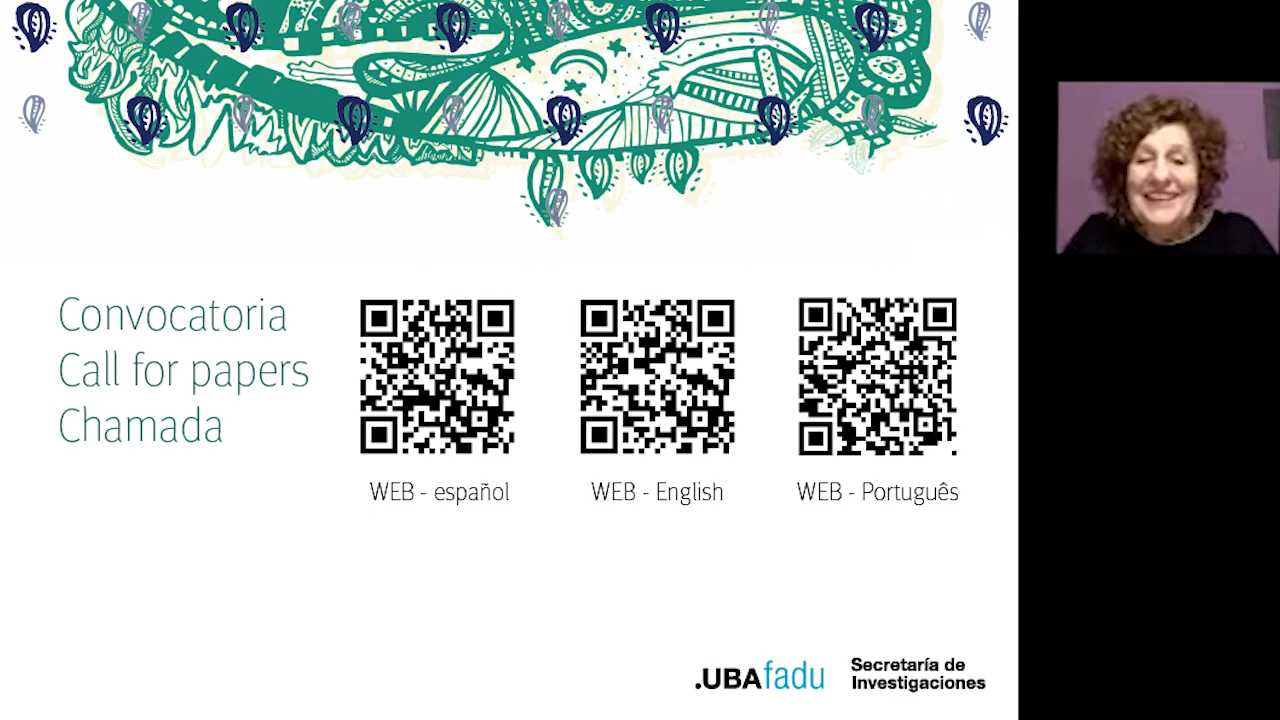 Convocatoria
Call for papers
Chamada
WEB - español
WEB - English
WEB - Português
.UBAfadu
Secretaría de
Investigaciones